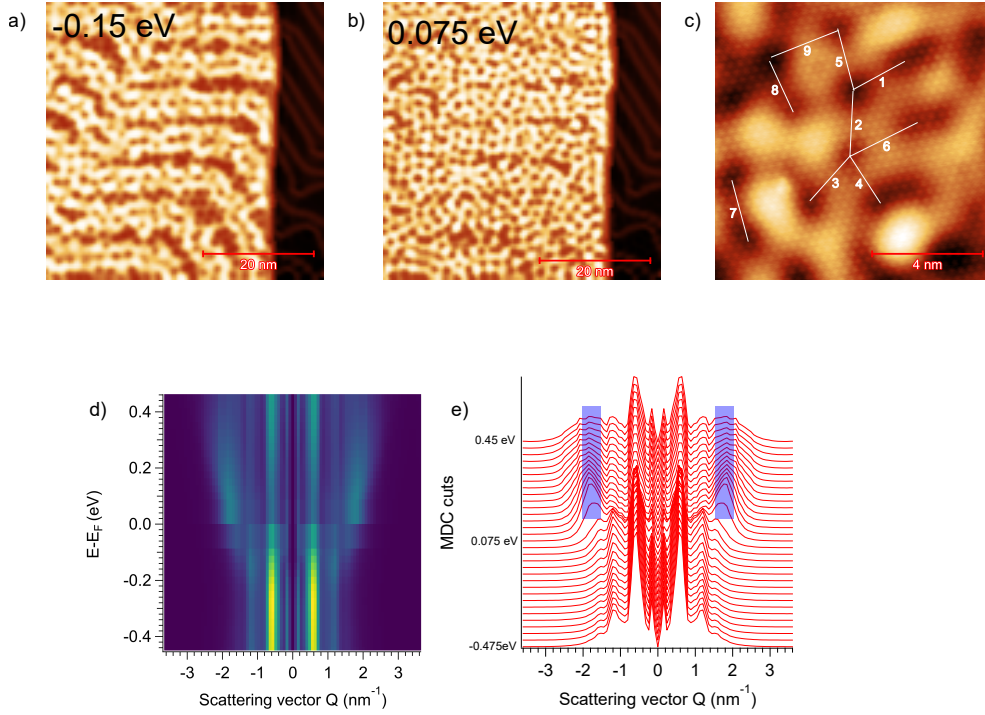 a)
-0.15 eV
20 nm
b)
0.075 eV
20 nm
c)
9
5
1
8
2
6
3
4
7
4 nm
d)
E-E_F (eV)
0.4
0.2
0.0
-0.2
-0.4
-3 -2 -1 0 1 2 3
Scattering vector Q (nm⁻¹)
e)
MDC cuts
0.45 eV
0.075 eV
-0.475eV
-3 -2 -1 0 1 2 3
Scattering vector Q (nm⁻¹)